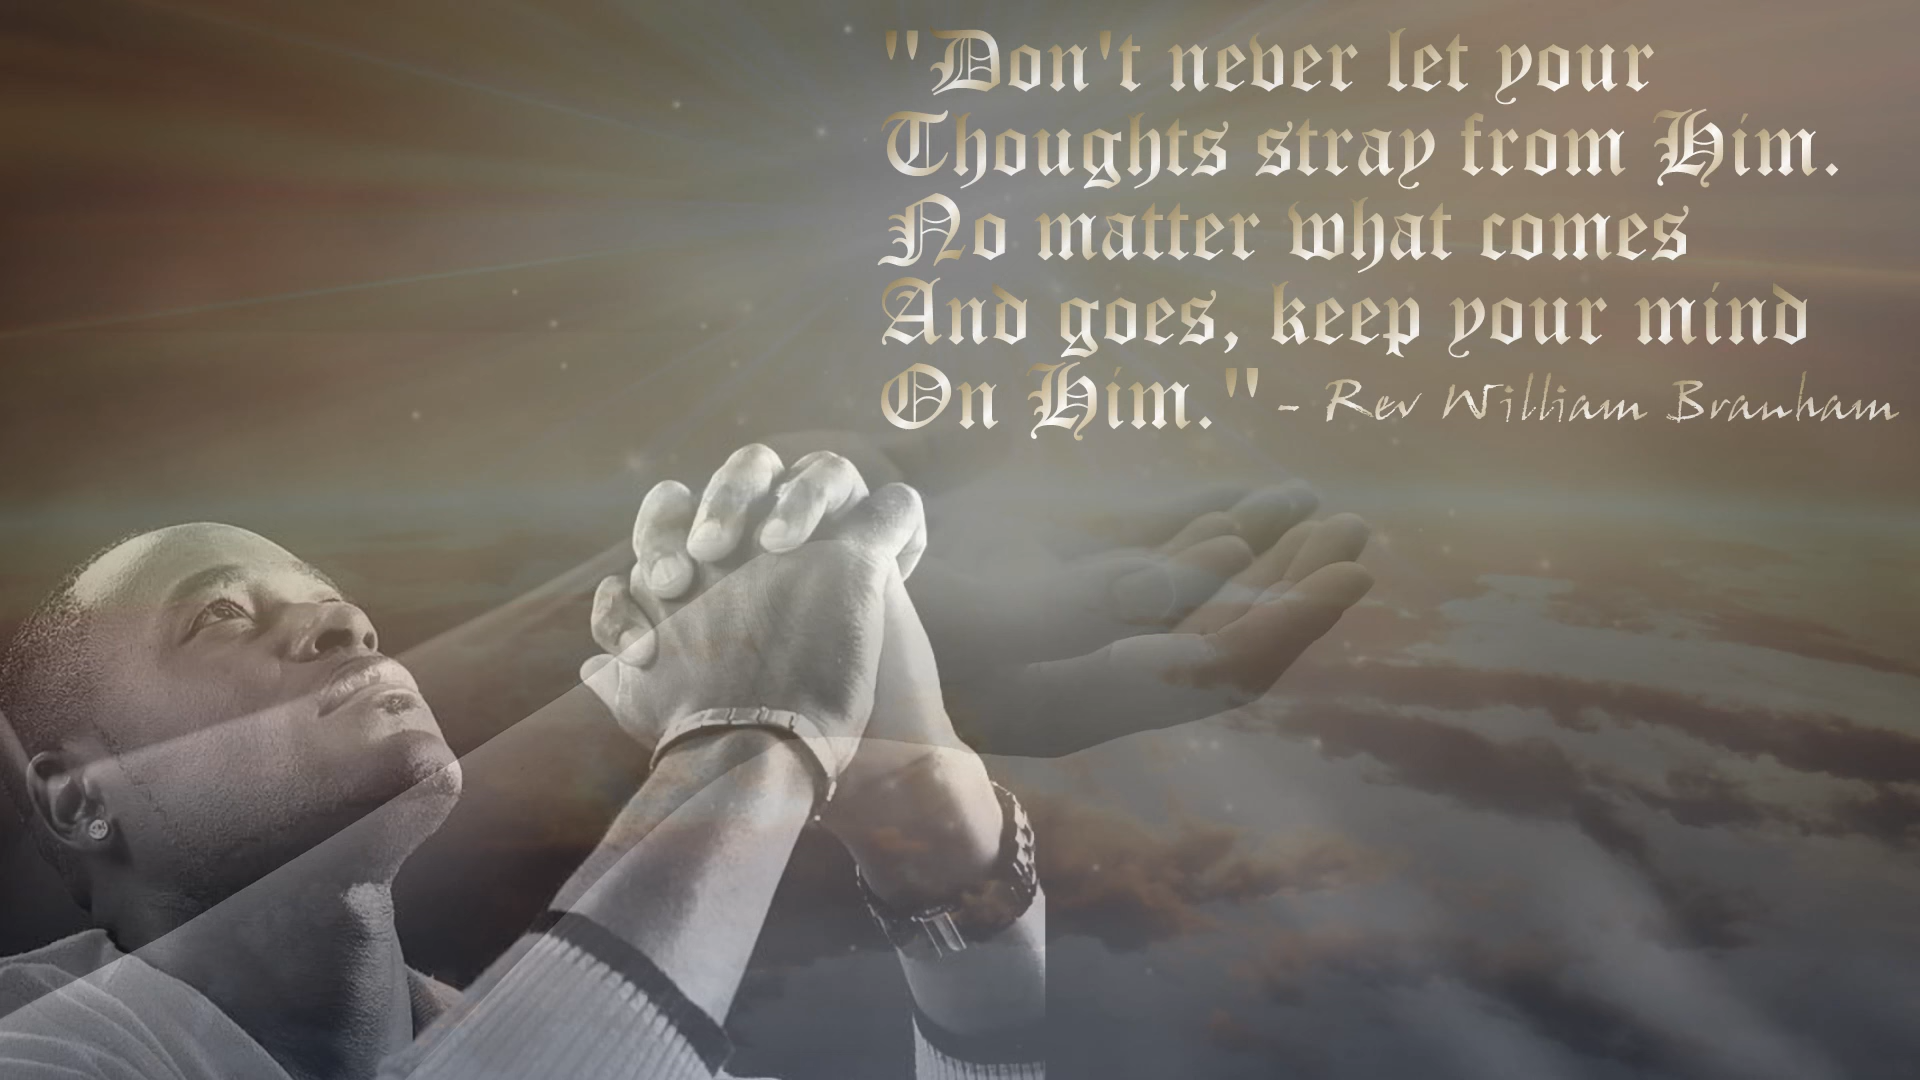 "Don't never let your
Thoughts stray from Him.
No matter what comes
And goes, keep your mind
On Him." - Rev William Branham